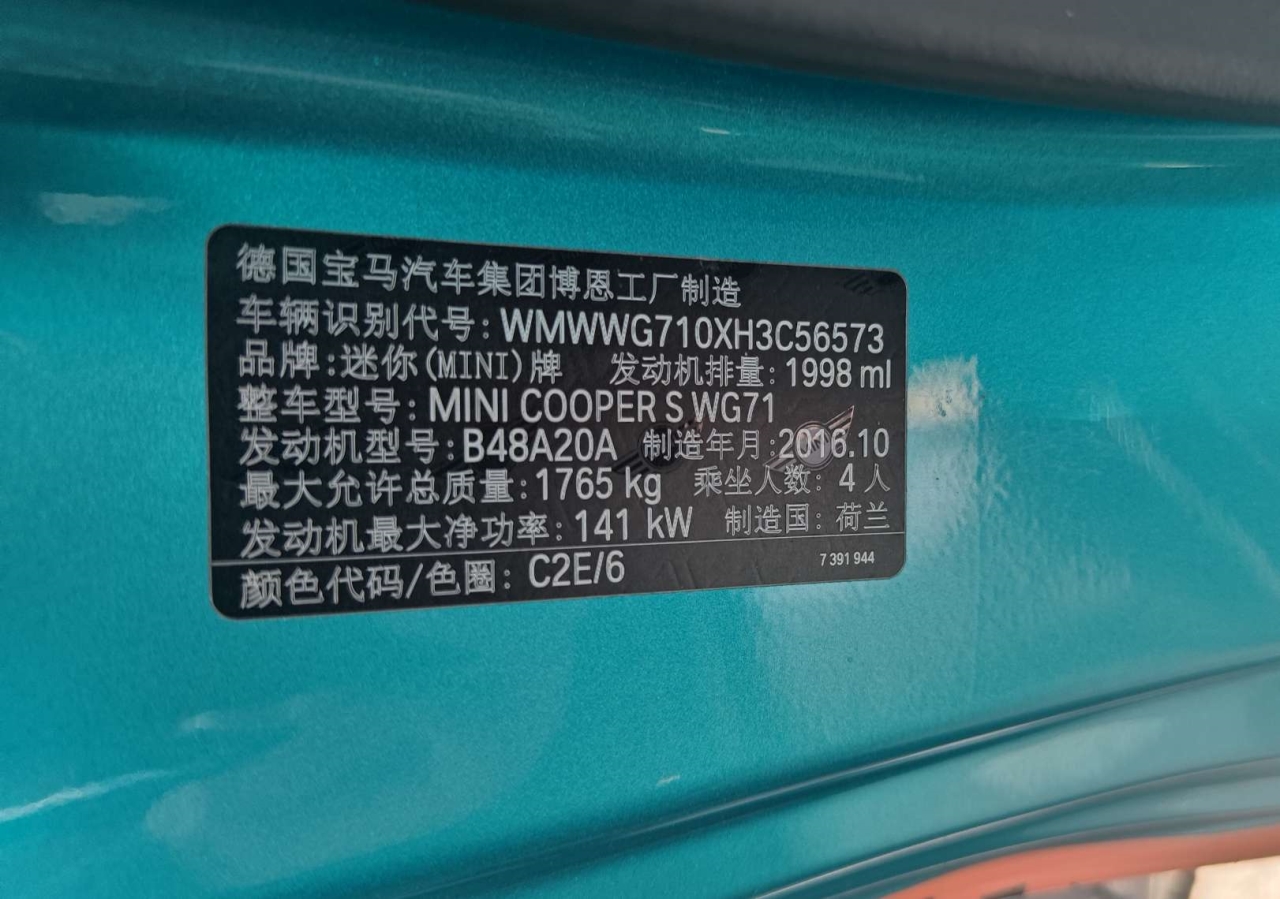 德国宝马汽车集团博恩工厂制造
车辆识别代号: WMWWG710XH3C56573
品牌:迷你(MINI)牌 发动机排量: 1998 ml
整车型号: MINI COOPER S WG71
发动机型号: B48A20A 制造年月:2016.10
最大允许总质量: 1765 kg 乘坐人数: 4 人
发动机最大净功率: 141 kW 制造国: 荷兰
颜色代码/色圈: C2E/6 7 391 944